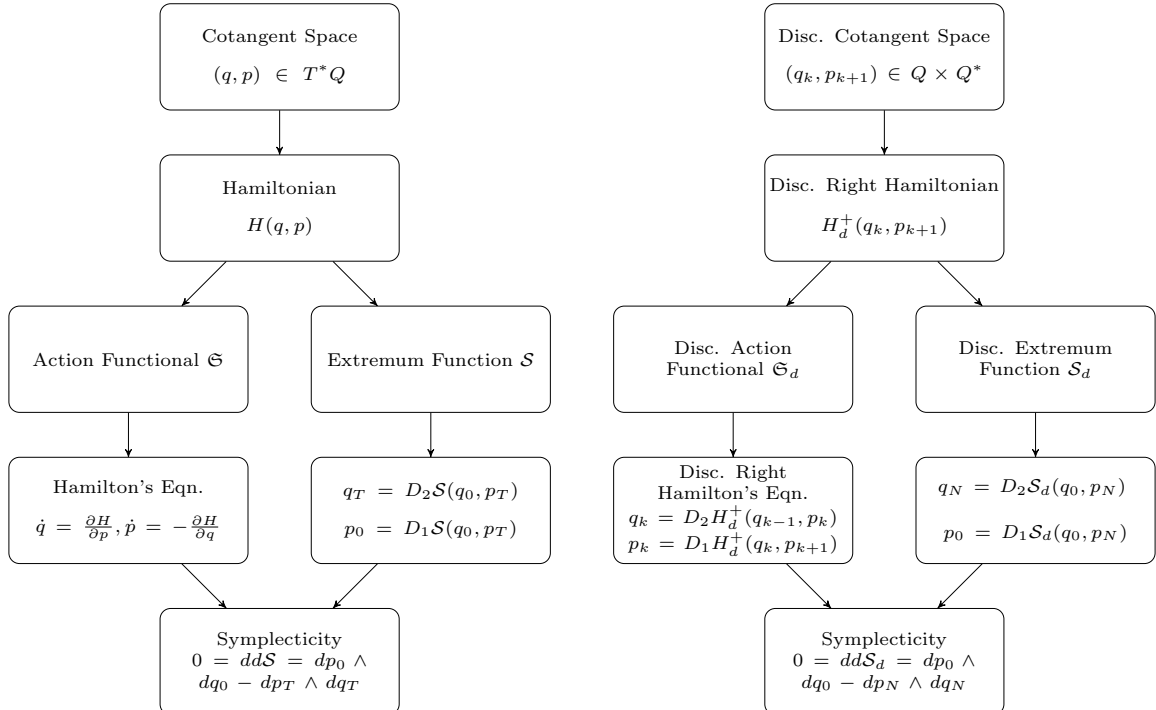 Cotangent Space
(q, p) ∈ T*Q
Hamiltonian
H(q, p)
Action Functional 𝔖
Extremum Function 𝒮
Hamilton's Eqn.
q̇ = ∂H/∂p, ṗ = −∂H/∂q
q_T = D_2𝒮(q_0, p_T)
p_0 = D_1𝒮(q_0, p_T)
Symplecticity
0 = dd𝒮 = dp_0 ∧
dq_0 − dp_T ∧ dq_T
Disc. Cotangent Space
(q_k, p_{k+1}) ∈ Q × Q*
Disc. Right Hamiltonian
H_d^+(q_k, p_{k+1})
Disc. Action
Functional 𝔖_d
Disc. Extremum
Function 𝒮_d
Disc. Right
Hamilton's Eqn.
q_k = D_2H_d^+(q_{k−1}, p_k)
p_k = D_1H_d^+(q_k, p_{k+1})
q_N = D_2𝒮_d(q_0, p_N)
p_0 = D_1𝒮_d(q_0, p_N)
Symplecticity
0 = dd𝒮_d = dp_0 ∧
dq_0 − dp_N ∧ dq_N